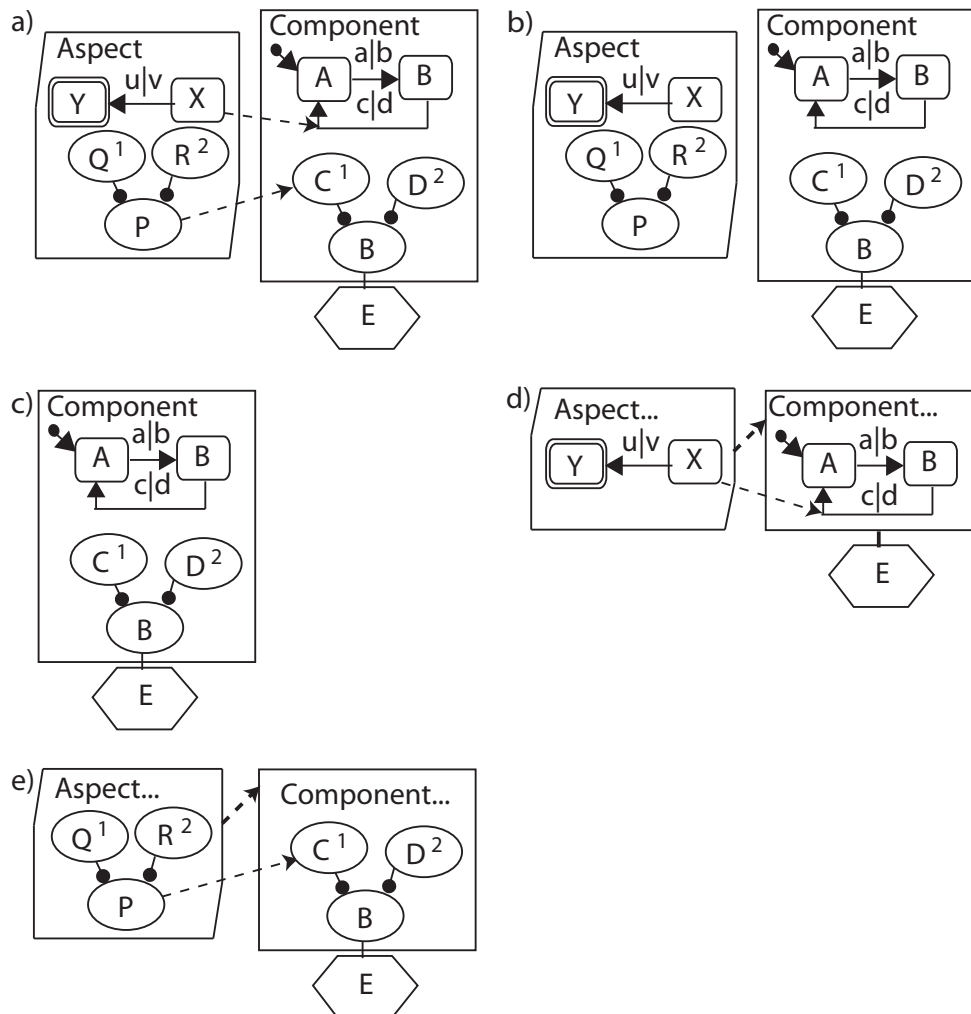 a)
Aspect
Y
u|v
X
Q 1
R 2
P
Component
A
a|b
B
c|d
C 1
D 2
B
E
b)
Aspect
Y
u|v
X
Q 1
R 2
P
Component
A
a|b
B
c|d
C 1
D 2
B
E
c)
Component
A
a|b
B
c|d
C 1
D 2
B
E
d)
Aspect...
Y
u|v
X
Component...
A
a|b
B
c|d
E
e)
Aspect...
Q 1
R 2
P
Component...
C 1
D 2
B
E